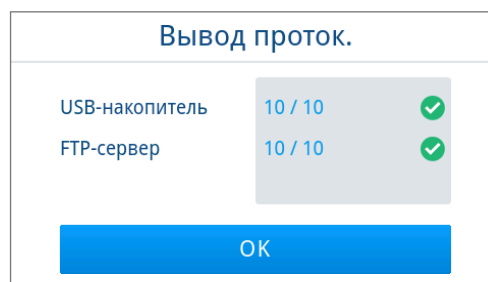 Вывод проток.
USB-накопитель 10 / 10
FTP-сервер 10 / 10
OK